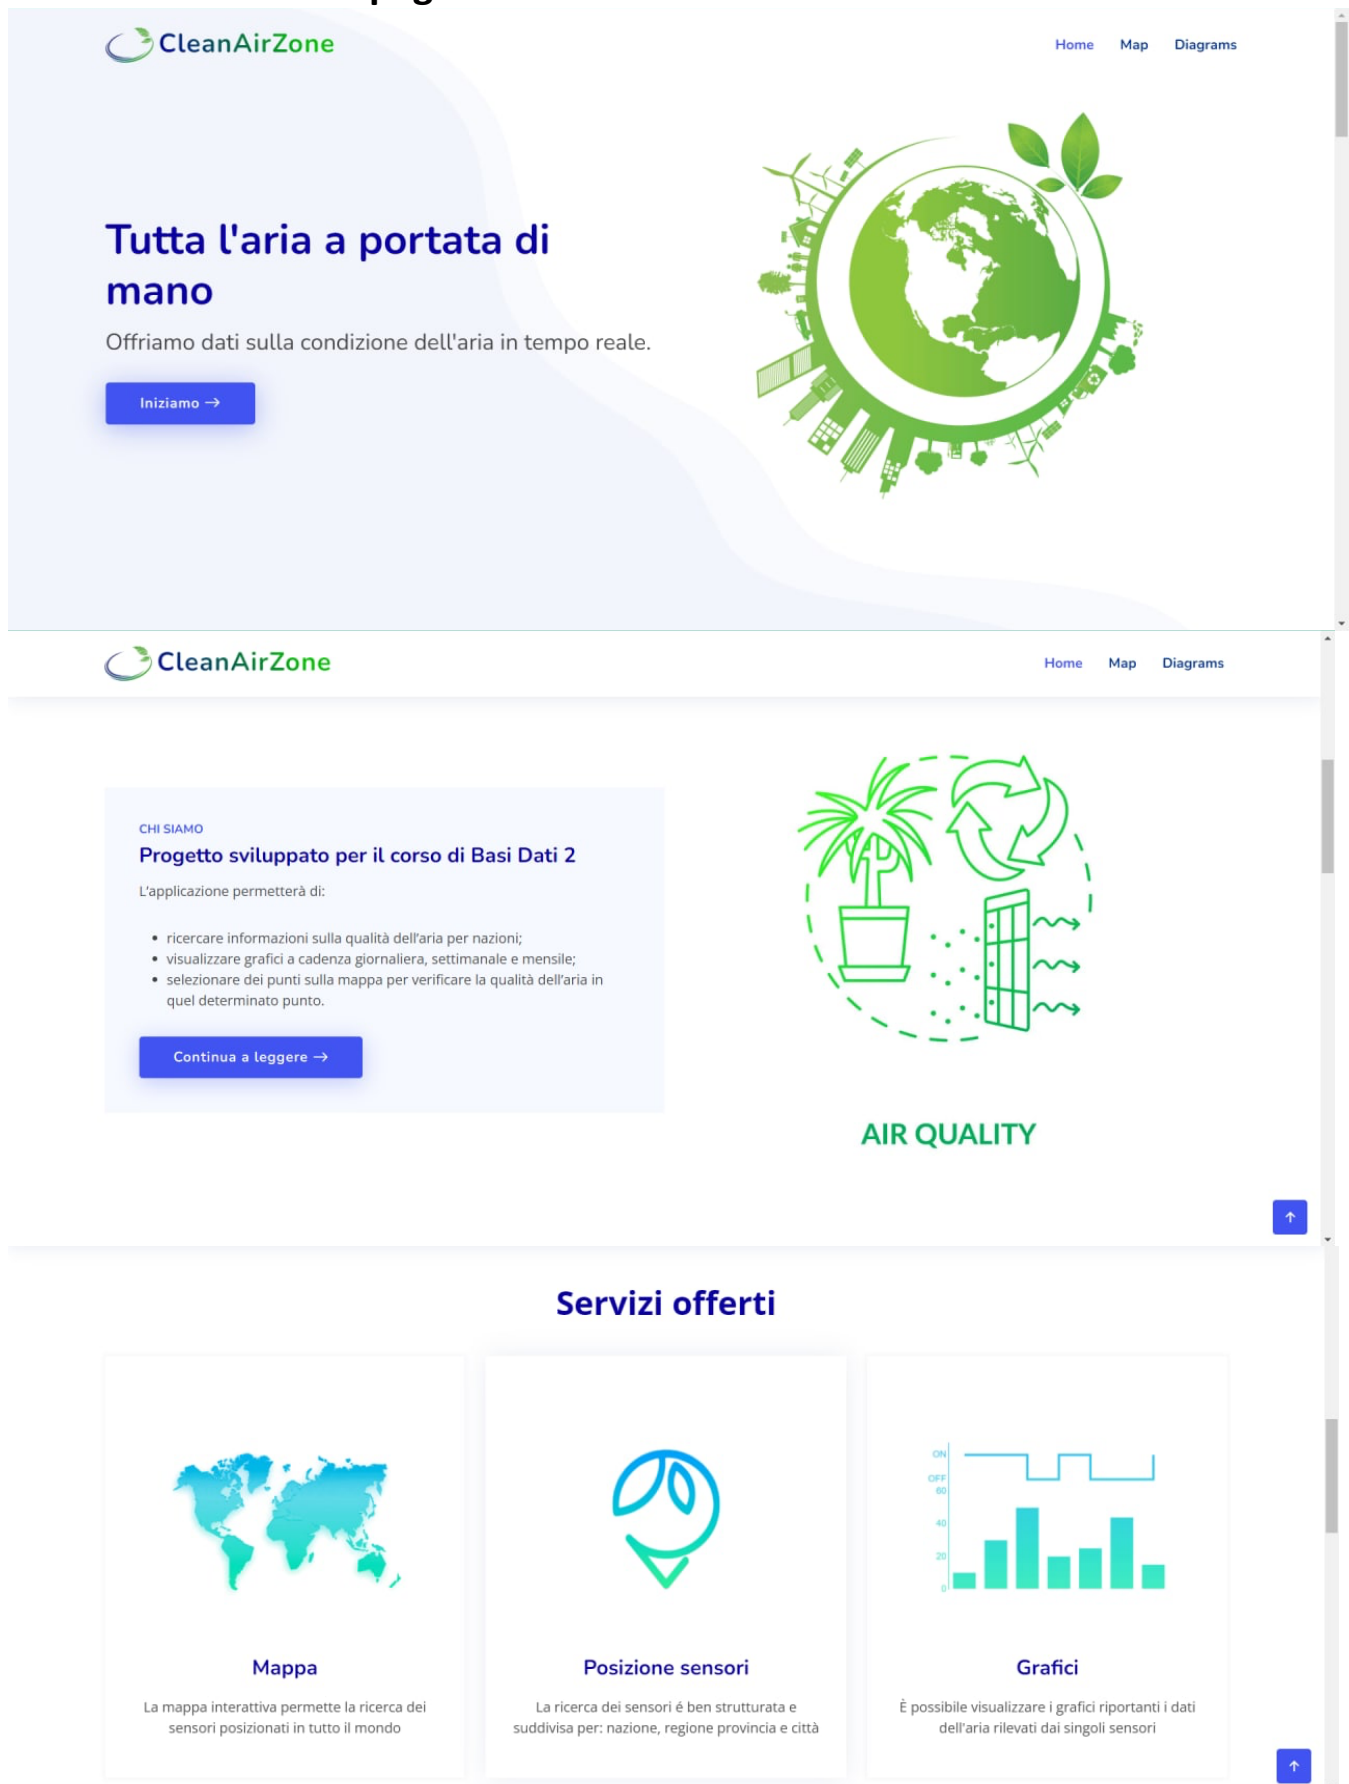 CleanAirZone
Home Map Diagrams
Tutta l'aria a portata di
mano
Offriamo dati sulla condizione dell'aria in tempo reale.
Iniziamo →
CleanAirZone
Home Map Diagrams
CHI SIAMO
Progetto sviluppato per il corso di Basi Dati 2
L'applicazione permetterà di:
• ricercare informazioni sulla qualità dell'aria per nazioni;
• visualizzare grafici a cadenza giornaliera, settimanale e mensile;
• selezionare dei punti sulla mappa per verificare la qualità dell'aria in
quel determinato punto.
Continua a leggere →
AIR QUALITY
Servizi offerti
ON
OFF
60
40
20
0
Mappa
La mappa interattiva permette la ricerca dei
sensori posizionati in tutto il mondo
Posizione sensori
La ricerca dei sensori é ben strutturata e
suddivisa per: nazione, regione provincia e città
Grafici
È possibile visualizzare i grafici riportanti i dati
dell'aria rilevati dai singoli sensori